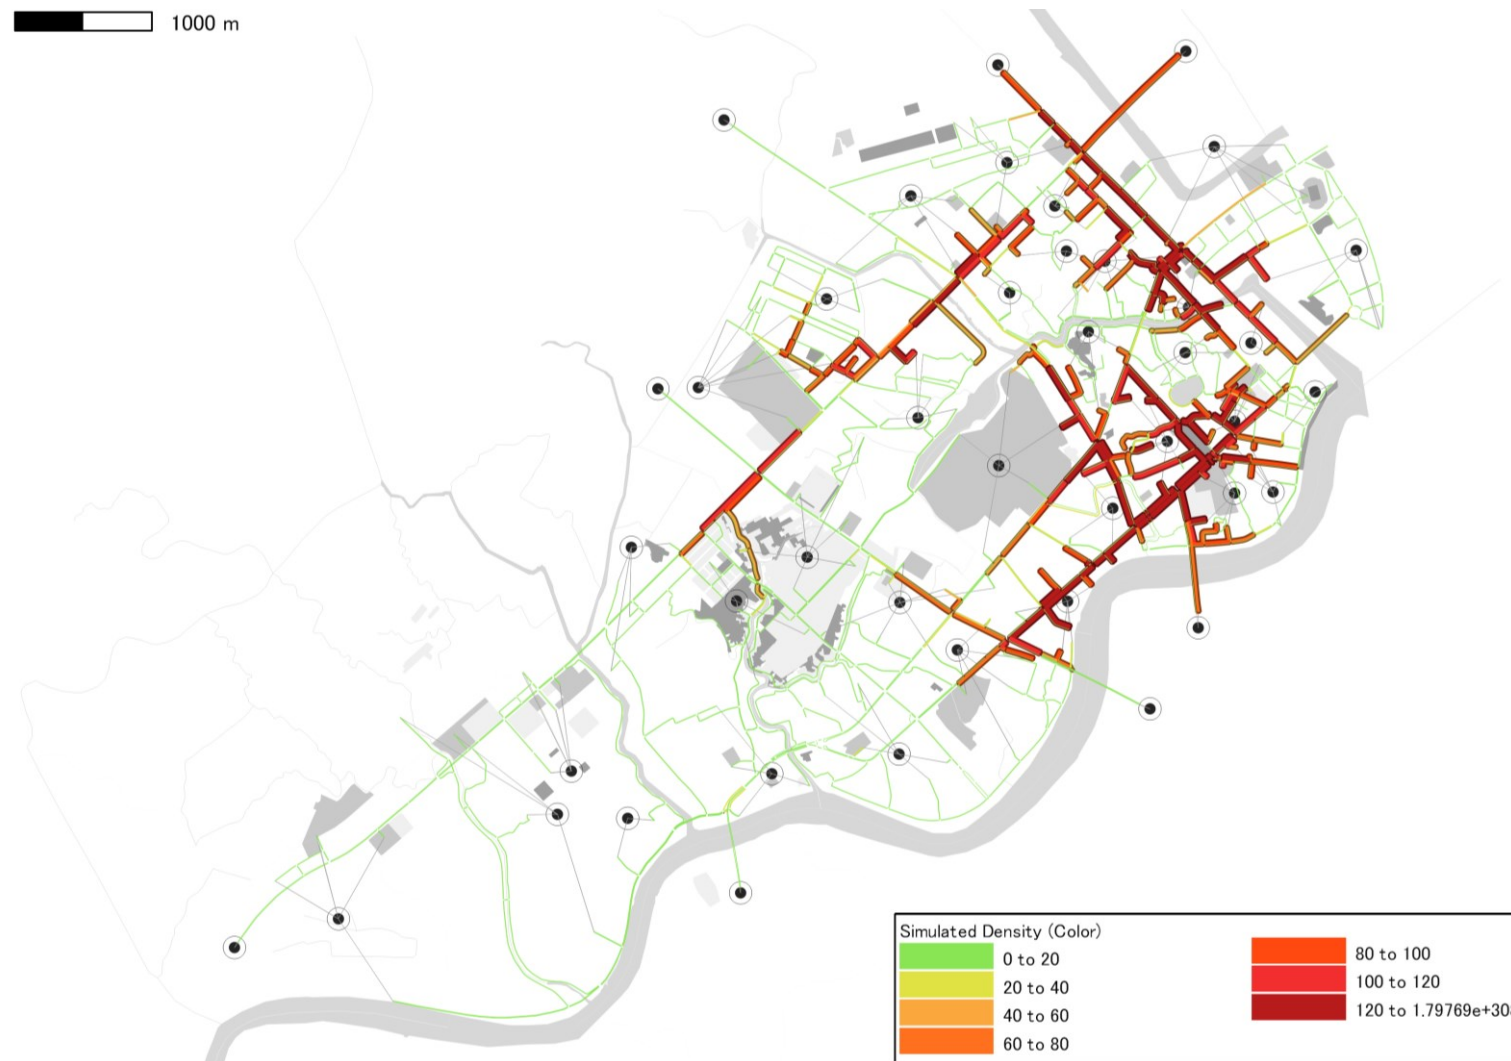 1000 m
Simulated Density (Color)
0 to 20
20 to 40
40 to 60
60 to 80
80 to 100
100 to 120
120 to 1.79769e+30